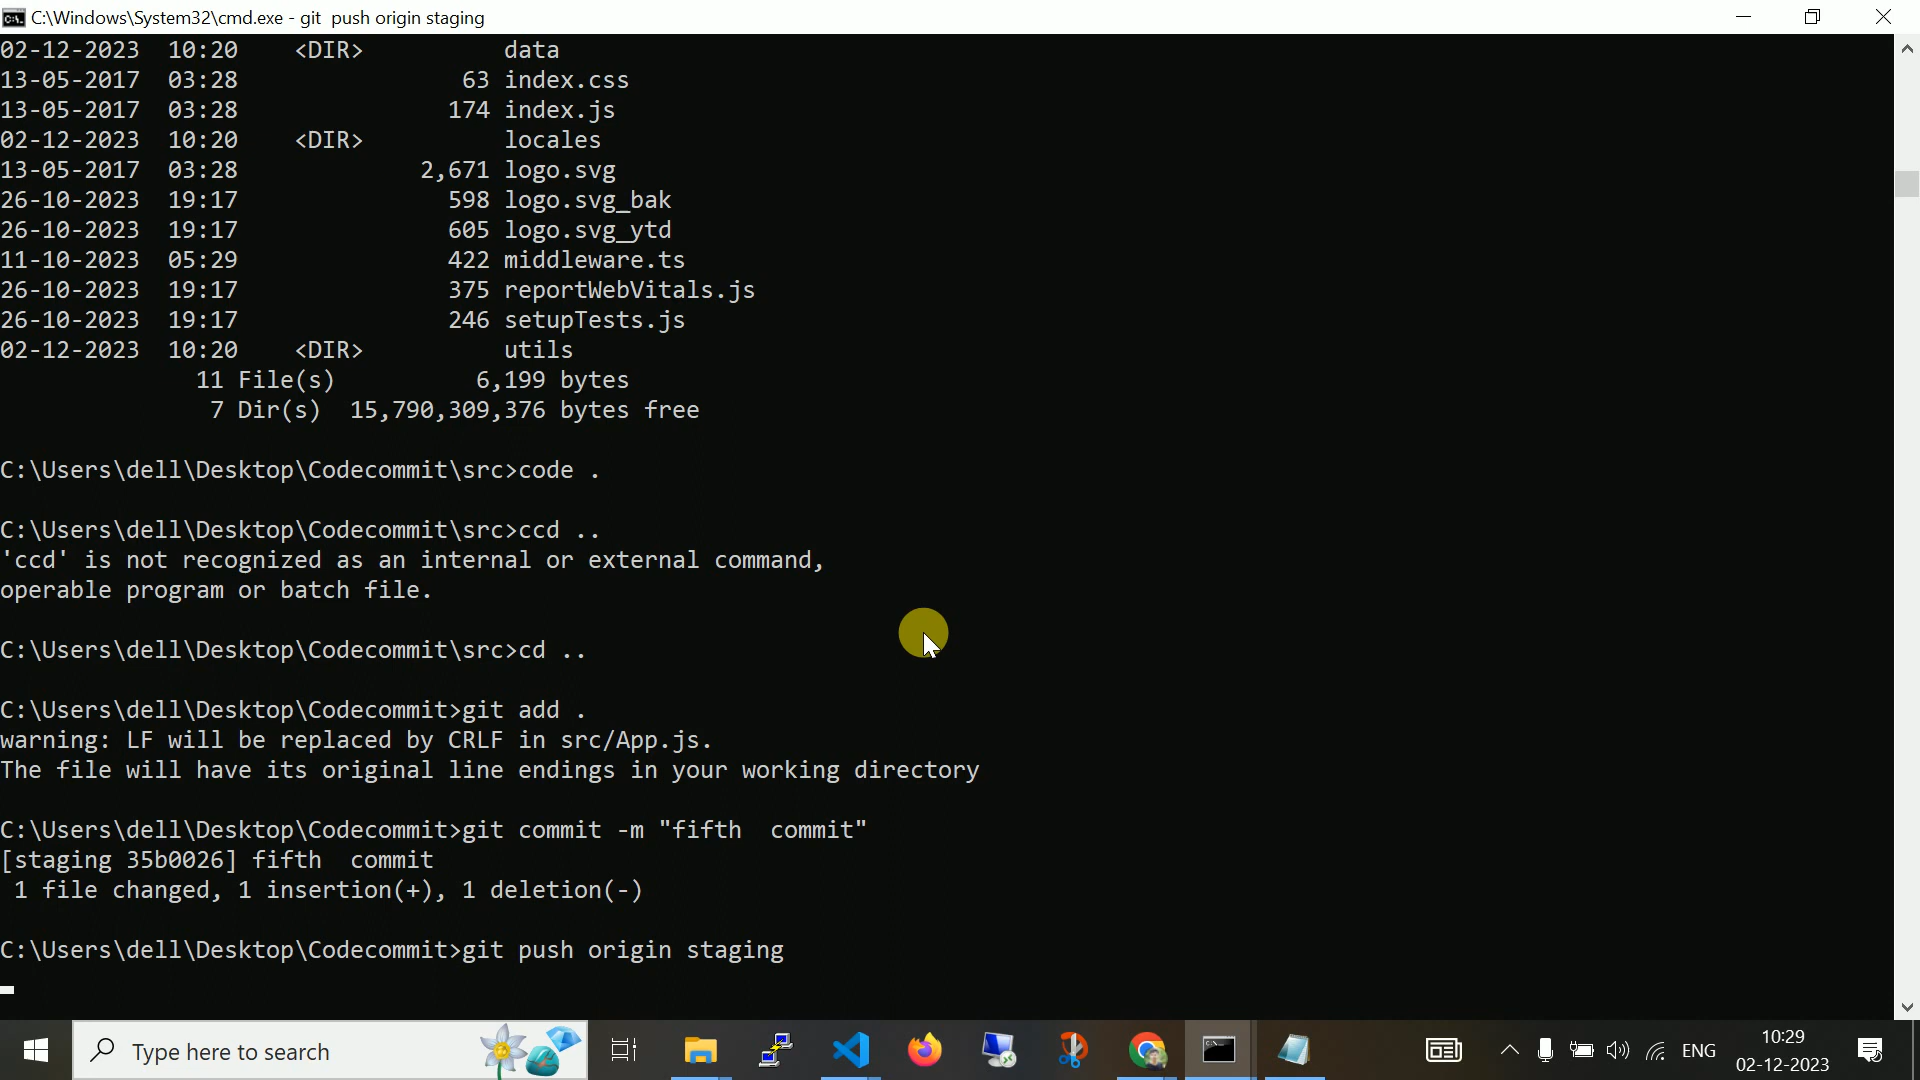 C:\Windows\System32\cmd.exe - git  push origin staging
02-12-2023  10:20    <DIR>          data
13-05-2017  03:28                63 index.css
13-05-2017  03:28               174 index.js
02-12-2023  10:20    <DIR>          locales
13-05-2017  03:28             2,671 logo.svg
26-10-2023  19:17               598 logo.svg_bak
26-10-2023  19:17               605 logo.svg_ytd
11-10-2023  05:29               422 middleware.ts
26-10-2023  19:17               375 reportWebVitals.js
26-10-2023  19:17               246 setupTests.js
02-12-2023  10:20    <DIR>          utils
              11 File(s)          6,199 bytes
               7 Dir(s)  15,790,309,376 bytes free
C:\Users\dell\Desktop\Codecommit\src>code .
C:\Users\dell\Desktop\Codecommit\src>ccd ..
'ccd' is not recognized as an internal or external command,
operable program or batch file.
C:\Users\dell\Desktop\Codecommit\src>cd ..
C:\Users\dell\Desktop\Codecommit>git add .
warning: LF will be replaced by CRLF in src/App.js.
The file will have its original line endings in your working directory
C:\Users\dell\Desktop\Codecommit>git commit -m "fifth  commit"
[staging 35b0026] fifth  commit
 1 file changed, 1 insertion(+), 1 deletion(-)
C:\Users\dell\Desktop\Codecommit>git push origin staging
Type here to search
ENG
10:29
02-12-2023